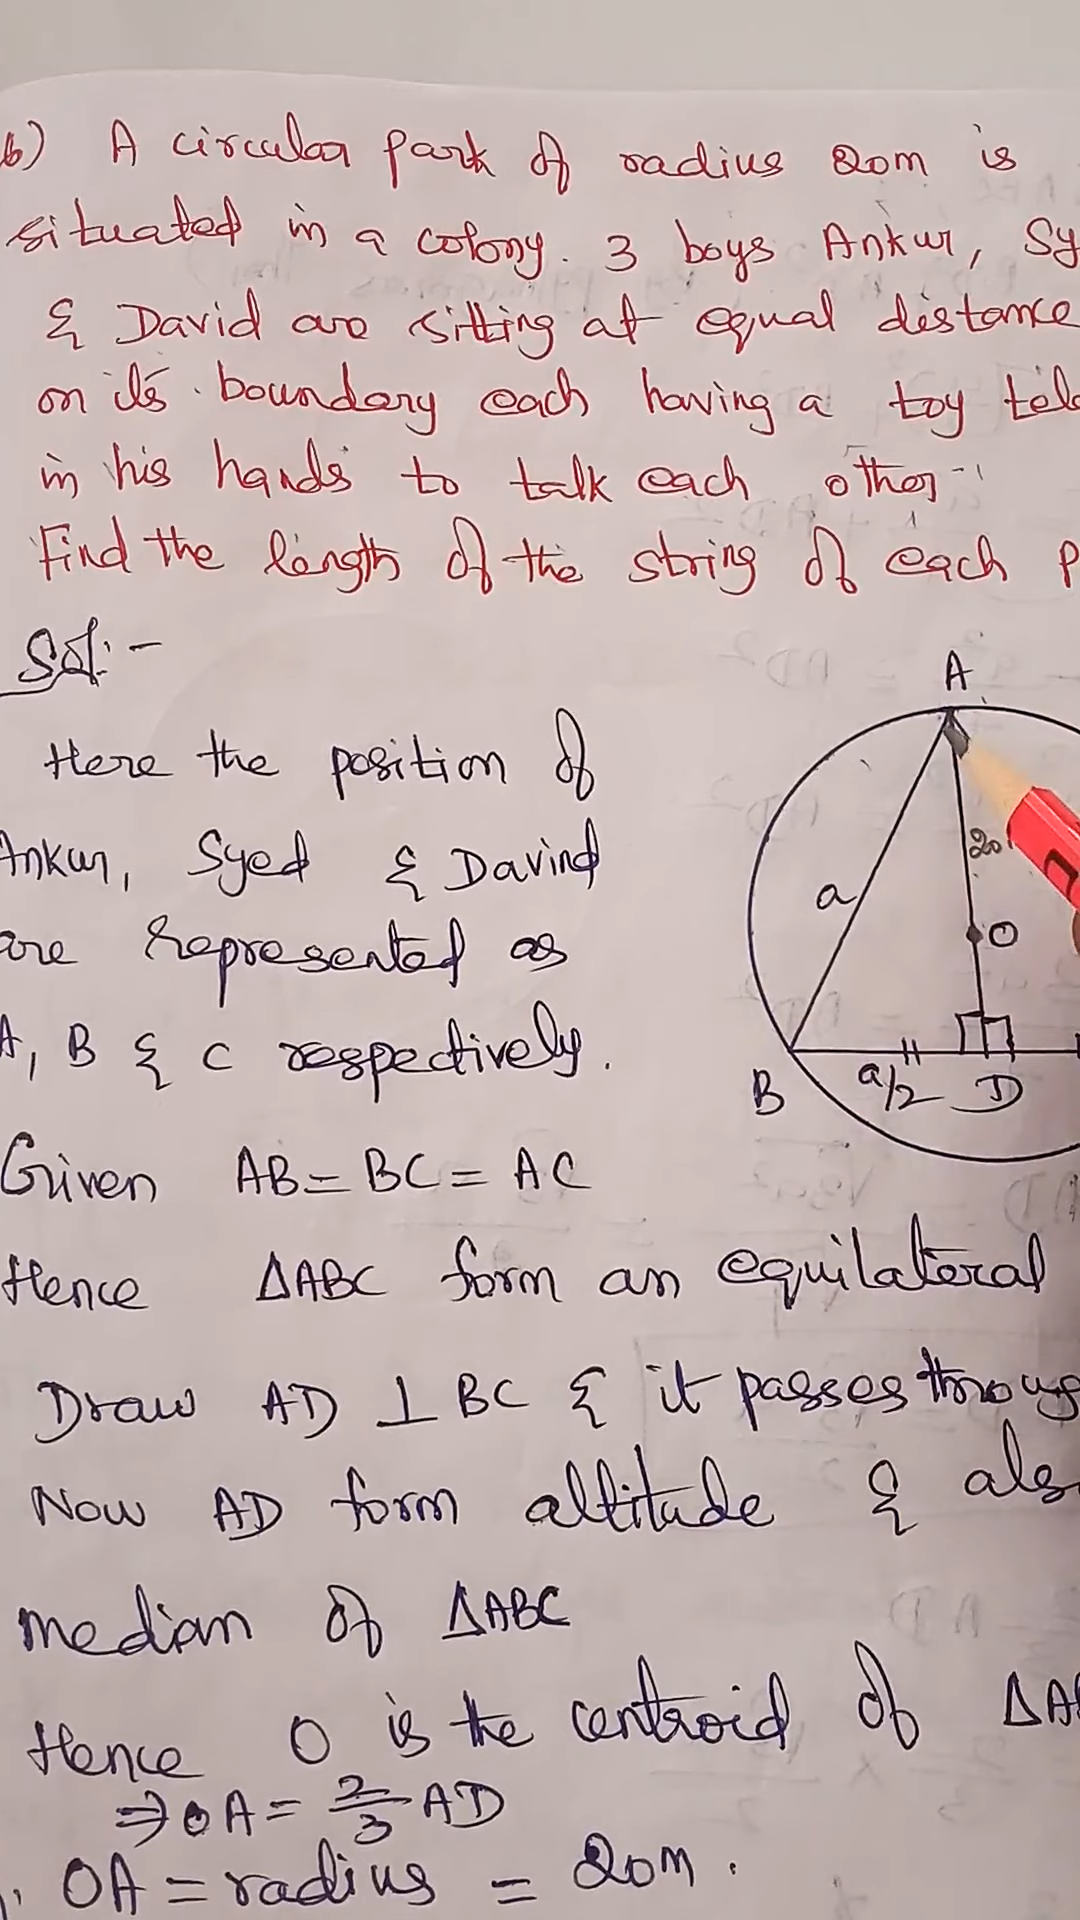 6) A circular park of radius 20m is
situated in a colony. 3 boys Ankur, Sy
& David are sitting at equal distance
on its boundary each having a toy tele
in his hands to talk each other.
Find the length of the string of each p
Sol:-
Here the position of
Ankur, Syed & Davind
are represented as
A, B & C respectively.
Given AB = BC = AC
Hence ΔABC form an equilateral
Draw AD ⊥ BC & it passes throug
Now AD form altitude & als
median of ΔABC
Hence O is the centroid of ΔAB
⇒ OA = 2/3 AD
OA = radius = 20m.
A
20
a
O
B
a/2
D